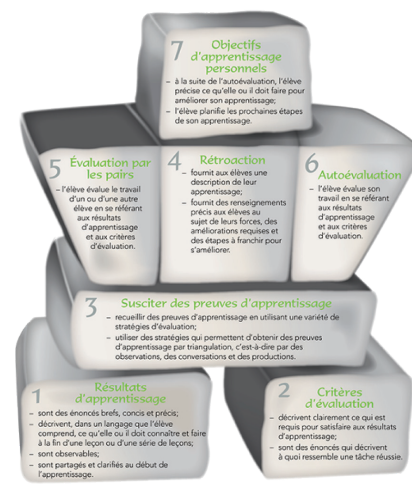 7
Objectifs
d'apprentissage
personnels
– à la suite de l'autoévaluation, l'élève
précise ce qu'elle ou il doit faire pour
améliorer son apprentissage;
– l'élève planifie les prochaines étapes
de son apprentissage.
5
Évaluation par
les pairs
– l'élève évalue le travail
d'un ou d'une autre
élève en se référant
aux résultats
d'apprentissage
et aux critères
d'évaluation.
4
Rétroaction
– fournit aux élèves une
description de leur
apprentissage;
– fournit des renseignements
précis aux élèves au
sujet de leurs forces, des
améliorations requises et
des étapes à franchir pour
s'améliorer.
6
Autoévaluation
– l'élève évalue son
travail en se référant
aux résultats
d'apprentissage
et aux critères
d'évaluation.
3
Susciter des preuves d'apprentissage
– recueillir des preuves d'apprentissage en utilisant une variété de
stratégies d'évaluation;
– utiliser des stratégies qui permettent d'obtenir des preuves
d'apprentissage par triangulation, c'est-à-dire par des
observations, des conversations et des productions.
1
Résultats
d'apprentissage
– sont des énoncés brefs, concis et précis;
– décrivent, dans un langage que l'élève
comprend, ce qu'elle ou il doit connaître et faire
à la fin d'une leçon ou d'une série de leçons;
– sont observables;
– sont partagés et clarifiés au début de
l'apprentissage.
2
Critères
d'évaluation
– décrivent clairement ce qui est
requis pour satisfaire aux résultats
d'apprentissage;
– sont des énoncés qui décrivent
à quoi ressemble une tâche réussie.